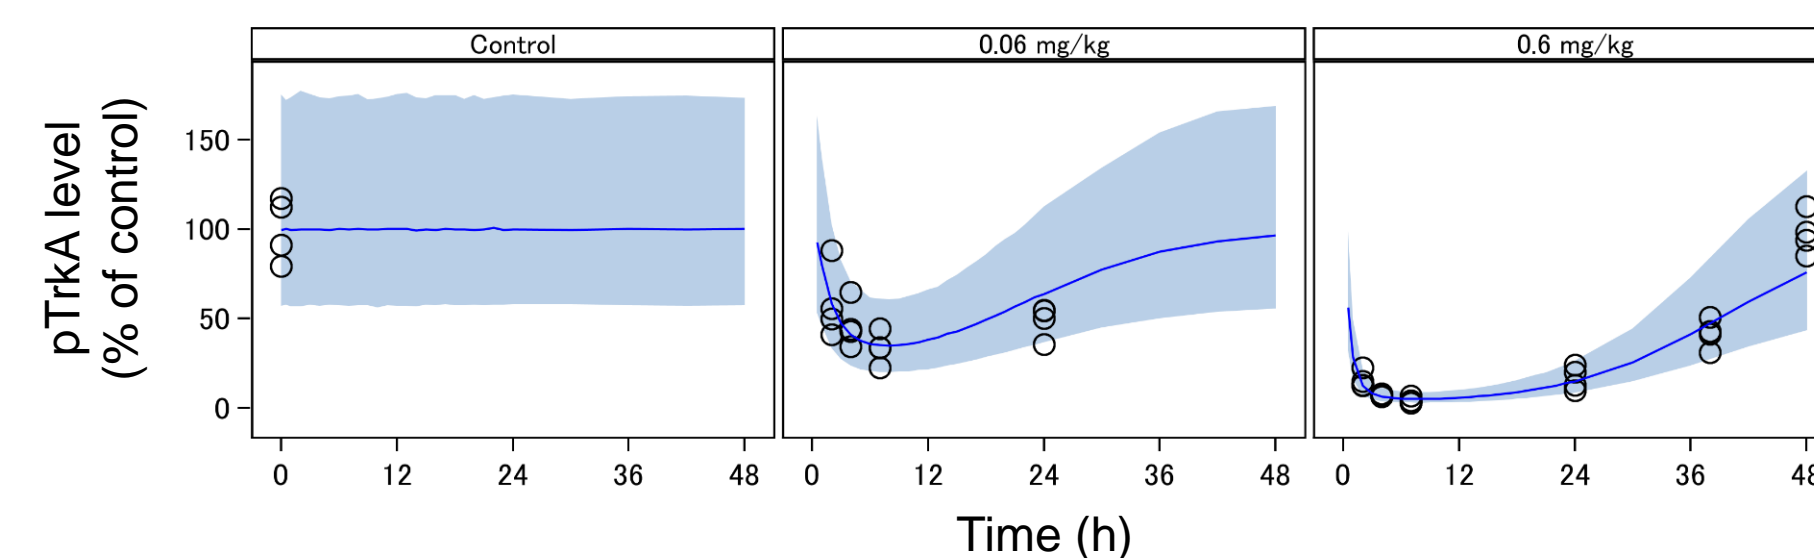 pTrkA level
(% of control)
Control
0.06 mg/kg
0.6 mg/kg
150
100
50
0
0 12 24 36 48
0 12 24 36 48
0 12 24 36 48
Time (h)